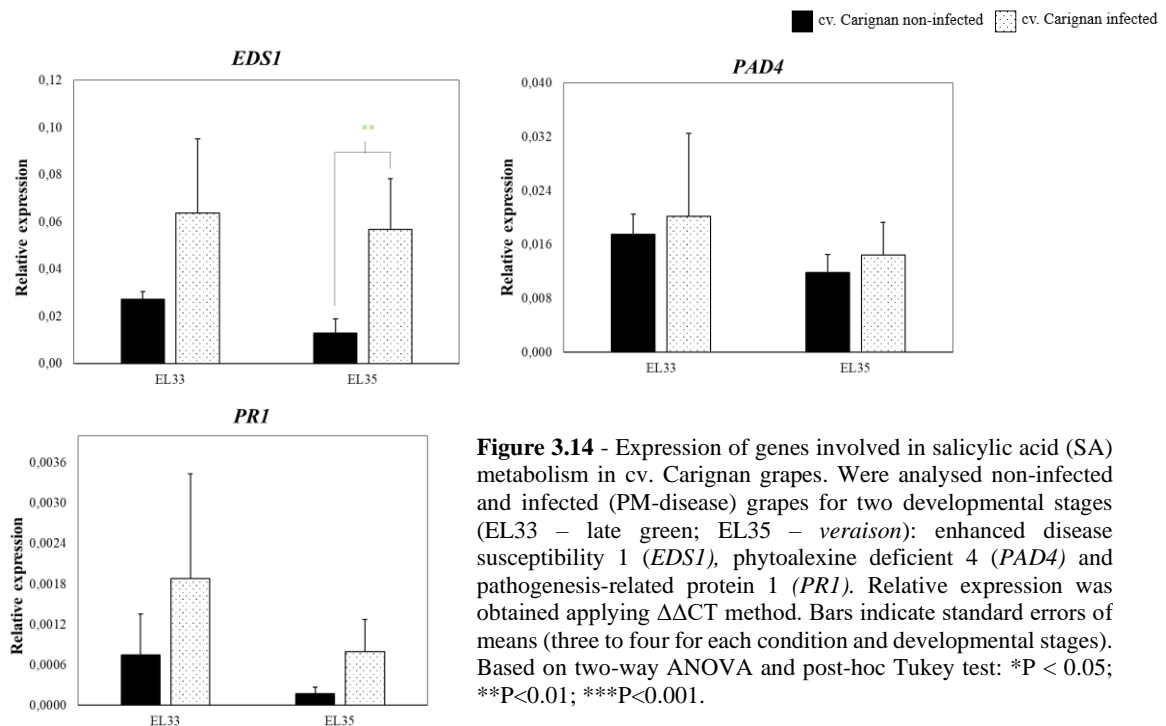 cv. Carignan non-infected cv. Carignan infected
EDS1
Relative expression
0,12
0,10
0,08
0,06
0,04
0,02
0,00
**
EL33 EL35
PAD4
Relative expression
0,040
0,032
0,024
0,016
0,008
0,000
EL33 EL35
PR1
Relative expression
0,0036
0,0030
0,0024
0,0018
0,0012
0,0006
0,0000
EL33 EL35
Figure 3.14 - Expression of genes involved in salicylic acid (SA)
metabolism in cv. Carignan grapes. Were analysed non-infected
and infected (PM-disease) grapes for two developmental stages
(EL33 – late green; EL35 – veraison): enhanced disease
susceptibility 1 (EDS1), phytoalexine deficient 4 (PAD4) and
pathogenesis-related protein 1 (PR1). Relative expression was
obtained applying ΔΔCT method. Bars indicate standard errors of
means (three to four for each condition and developmental stages).
Based on two-way ANOVA and post-hoc Tukey test: *P < 0.05;
**P<0.01; ***P<0.001.